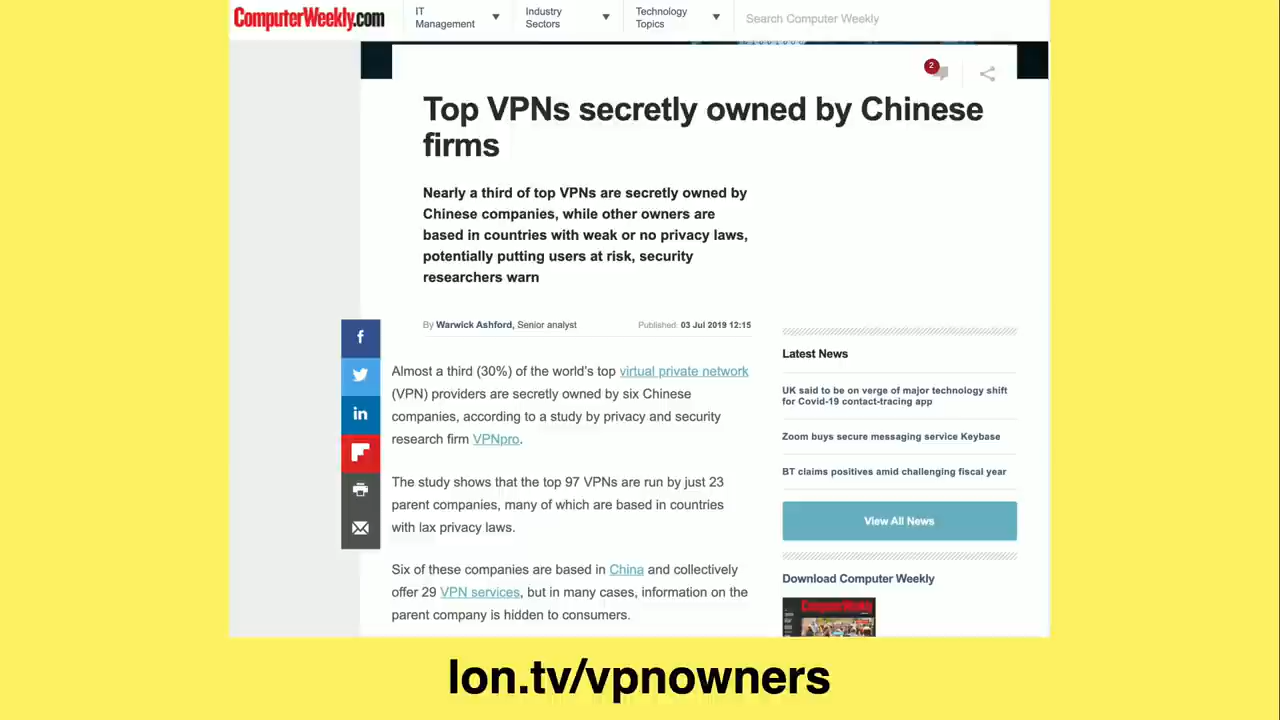 ComputerWeekly.com
IT
Management
Industry
Sectors
Technology
Topics
Search Computer Weekly
2
Top VPNs secretly owned by Chinese
firms
Nearly a third of top VPNs are secretly owned by
Chinese companies, while other owners are
based in countries with weak or no privacy laws,
potentially putting users at risk, security
researchers warn
By Warwick Ashford, Senior analyst
Published: 03 Jul 2019 12:15
Almost a third (30%) of the world's top virtual private network
(VPN) providers are secretly owned by six Chinese
companies, according to a study by privacy and security
research firm VPNpro.
The study shows that the top 97 VPNs are run by just 23
parent companies, many of which are based in countries
with lax privacy laws.
Six of these companies are based in China and collectively
offer 29 VPN services, but in many cases, information on the
parent company is hidden to consumers.
Latest News
UK said to be on verge of major technology shift
for Covid-19 contact-tracing app
Zoom buys secure messaging service Keybase
BT claims positives amid challenging fiscal year
View All News
Download Computer Weekly
ComputerWeekly
lon.tv/vpnowners